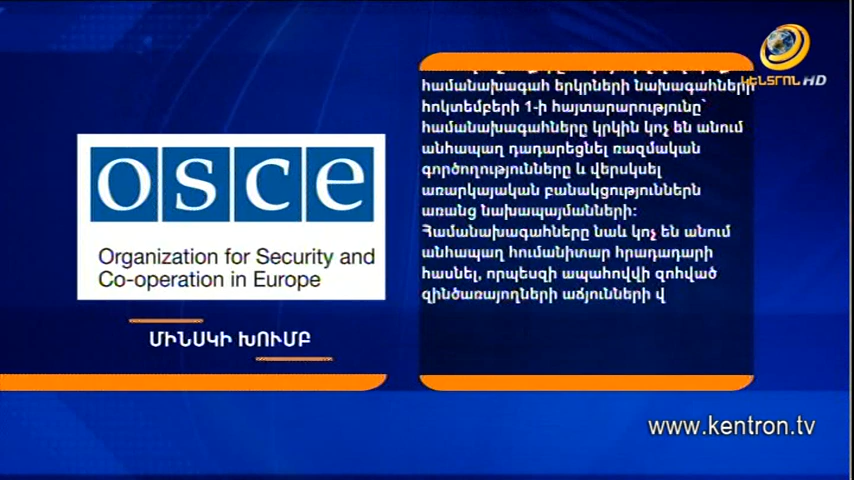 ԿԵՆՏՐՈՆ HD
համանախագահ երկրների նախագահների
հոկտեմբերի 1-ի հայտարարությունը՝
համանախագահները կրկին կոչ են անում
անհապաղ դադարեցնել ռազմական
գործողությունները և վերսկսել
առարկայական բանակցություններն
առանց նախապայմանների:
Համանախագահները նաև կոչ են անում
անհապաղ հումանիտար հրադադարի
հասնել, որպեսզի ապահովվի զոհված
զինծառայողների աճյունների վ
OSCE
Organization for Security and
Co-operation in Europe
ՄԻՆՍԿԻ ԽՈՒՄԲ
www.kentron.tv